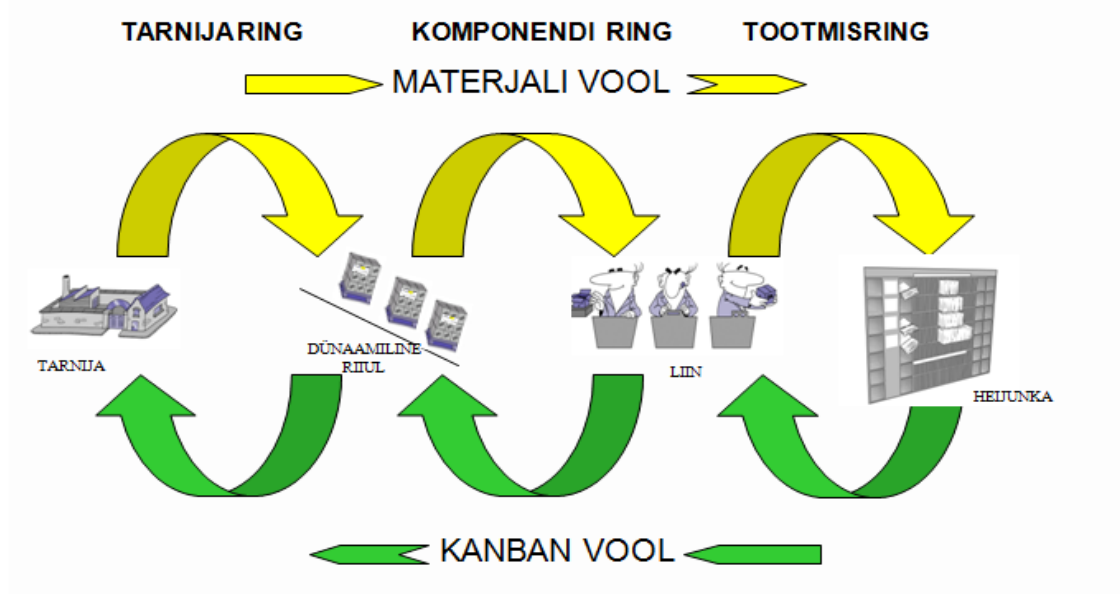 TARNIJARING
KOMPONENDI RING
TOOTMISRING
MATERJALI VOOL
TARNIJA
DÜNAAMILINE
RIIUL
LIIN
HEIJUNKA
KANBAN VOOL